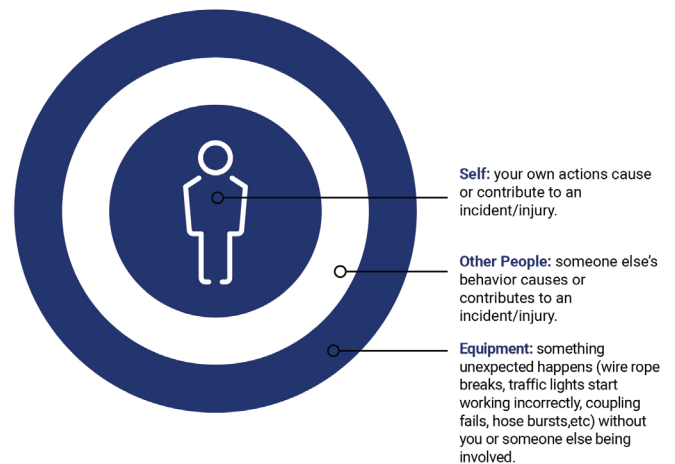 Self: your own actions cause
or contribute to an
incident/injury.
Other People: someone else's
behavior causes or
contributes to an
incident/injury.
Equipment: something
unexpected happens (wire rope
breaks, traffic lights start
working incorrectly, coupling
fails, hose bursts,etc) without
you or someone else being
involved.